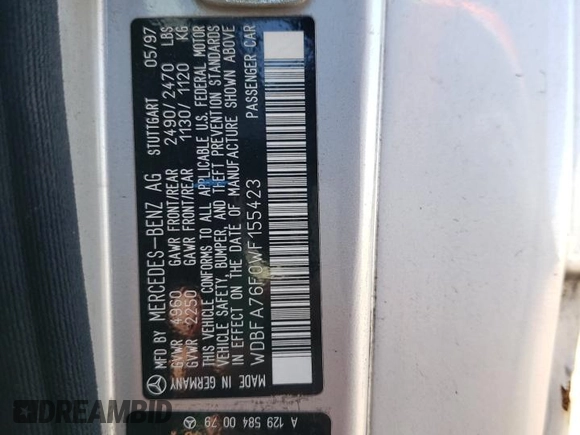 MFD BY MERCEDES-BENZ AG STUTTGART 05/97
GVWR 4960 GAWR FRONT/REAR 2490/2470 LBS
GVWR 2250 GAWR FRONT/REAR 1130/1120 KG
THIS VEHICLE CONFORMS TO ALL APPLICABLE U.S. FEDERAL MOTOR
VEHICLE SAFETY, BUMPER, AND THEFT PREVENTION STANDARDS
IN EFFECT ON THE DATE OF MANUFACTURE SHOWN ABOVE
WDBFA76F0WF155423 PASSENGER CAR
MADE IN GERMANY
A 129 584 00 79
DREAMBID